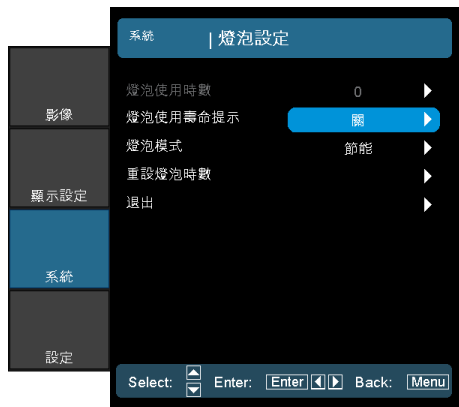 系統 | 燈泡設定
影像
顯示設定
系統
設定
燈泡使用時數 0
燈泡使用壽命提示 關
燈泡模式 節能
重設燈泡時數
退出
Select: Enter: Enter Back: Menu